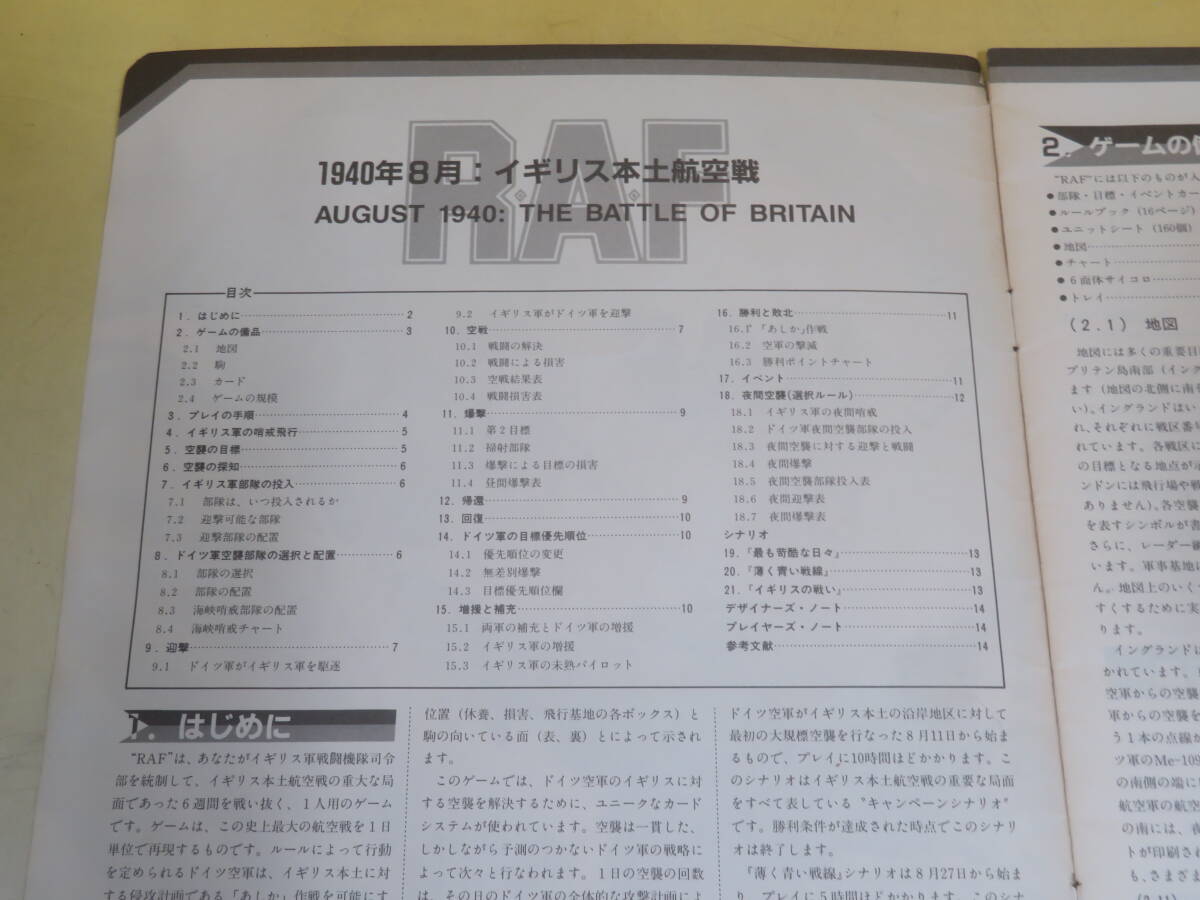 RAF
1940年8月:イギリス本土航空戦
AUGUST 1940: THE BATTLE OF BRITAIN
目次
1. はじめに 2
2. ゲームの備品 3
2.1 地図
2.2 駒
2.3 カード
2.4 ゲームの規模
3. プレイの手順 4
4. イギリス軍の哨戒飛行 5
5. 空襲の目標 5
6. 空襲の探知 6
7. イギリス軍部隊の投入 6
7.1 部隊は、いつ投入されるか
7.2 迎撃可能な部隊
7.3 迎撃部隊の配置
8. ドイツ軍空襲部隊の選択と配置 6
8.1 部隊の選択
8.2 部隊の配置
8.3 海峡哨戒部隊の配置
8.4 海峡哨戒チャート
9. 迎撃 7
9.1 ドイツ軍がイギリス軍を駆逐
9.2 イギリス軍がドイツ軍を迎撃
10. 空戦 7
10.1 戦闘の解決
10.2 戦闘による損害
10.3 空戦結果表
10.4 戦闘損害表
11. 爆撃 9
11.1 第2目標
11.2 掃射部隊
11.3 爆撃による目標の損害
11.4 昼間爆撃表
12. 帰還 9
13. 回復 10
14. ドイツ軍の目標優先順位 10
14.1 優先順位の変更
14.2 無差別爆撃
14.3 目標優先順位欄
15. 増援と補充 10
15.1 両軍の補充とドイツ軍の増援
15.2 イギリス軍の増援
15.3 イギリス軍の未熟パイロット
16. 勝利と敗北 11
16.1 「あしか」作戦
16.2 空軍の撃滅
16.3 勝利ポイントチャート
17. イベント 11
18. 夜間空襲(選択ルール) 12
18.1 イギリス軍の夜間哨戒
18.2 ドイツ軍夜間空襲部隊の投入
18.3 夜間空襲に対する迎撃と戦闘
18.4 夜間爆撃
18.5 夜間空襲部隊投入表
18.6 夜間迎撃表
18.7 夜間爆撃表
シナリオ
19. 『最も苛酷な日々』 13
20. 『薄く青い戦線』 13
21. 『イギリスの戦い』 13
デザイナーズ・ノート 14
プレイヤーズ・ノート 14
参考文献 14
1. はじめに
"RAF"は、あなたがイギリス軍戦闘機隊司令
部を統制して、イギリス本土航空戦の重大な局
面であった6週間を戦い抜く、1人用のゲーム
です。ゲームは、この史上最大の航空戦を1日
単位で再現するものです。ルールによって行動
を定められるドイツ空軍は、イギリス本土に対
する侵攻計画である「あしか」作戦を可能にす
位置(休養、損害、飛行基地の各ボックス)と
駒の向いている面(表、裏)とによって示され
ます。
このゲームでは、ドイツ空軍のイギリスに対
する空襲を解決するために、ユニークなカード
システムが使われています。空襲は一貫した、
しかしながら予測のつかないドイツ軍の戦略に
よって次々と行なわれます。1日の空襲の回数
は、その日のドイツ軍の全体的な攻撃計画によ
ドイツ空軍がイギリス本土の沿岸地区に対して
最初の大規標空襲を行なった8月11日から始ま
るもので、プレイに10時間ほどかかります。こ
のシナリオはイギリス本土航空戦の重要な局面
をすべて表している"キャンペーンシナリオ"
です。勝利条件が達成された時点でこのシナリ
オは終了します。
『薄く青い戦線』シナリオは8月27日から始ま
り、プレイに5時間ほどかかります。このシナ
2. ゲームの
"RAF"には以下のものが入
●部隊・目標・イベントカー
●ルールブック(16ページ)
●ユニットシート(160個)
●地図
●チャート
●6面体サイコロ
●トレイ
(2.1) 地図
地図には多くの重要目
ブリテン島南部(イング
ます(地図の北側に南
い)。イングランドはい
れ、それぞれに戦区番号
れています。各戦区に
の目標となる地点が示
ンドンには飛行場や戦
ありません)。各空襲
を表すシンボルが書
さらに、レーダー網
います。軍事基地は
ん。地図上のいく
すくするために実
ります。
イングランドは
かれています。
空軍からの空襲を
軍からの空襲を
う1本の点線が
ツ軍のMe-109
の南側の端に
航空軍の航空
の南には、夜
トが印刷され
も、さまざま